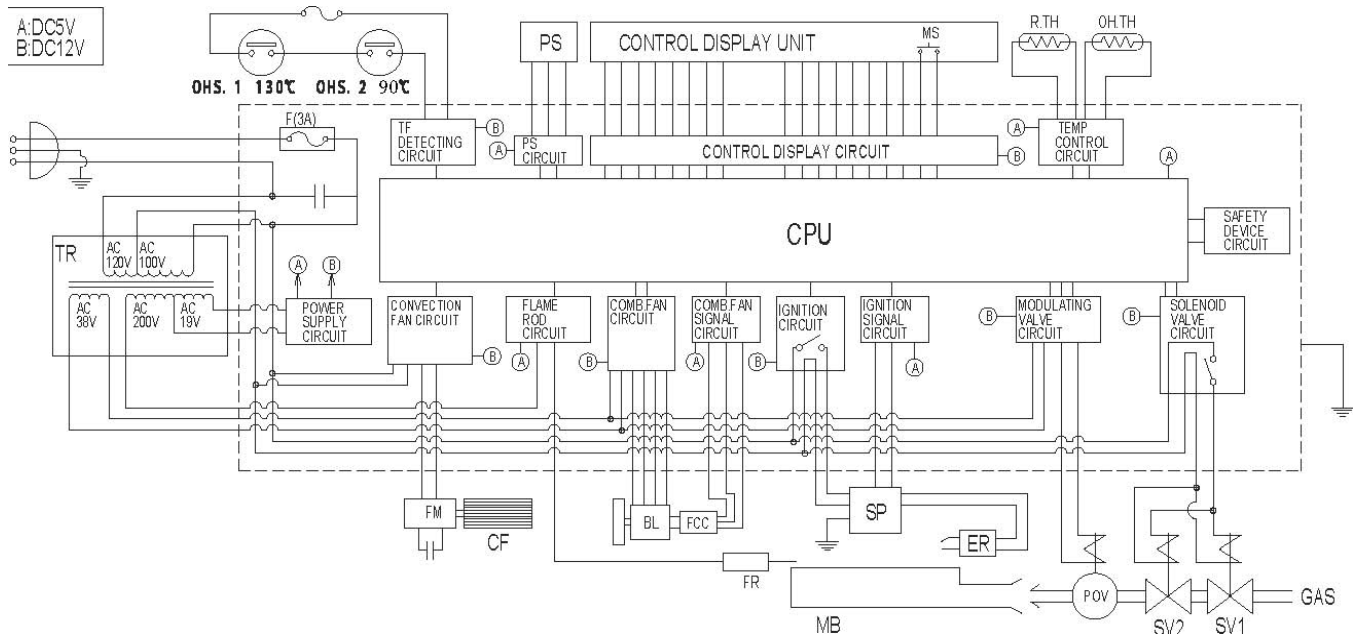 A:DC5V
B:DC12V
OHS. 1 130℃
OHS. 2 90℃
PS
CONTROL DISPLAY UNIT
MS
R.TH
OH.TH
F(3A)
TF
DETECTING
CIRCUIT
B
A
PS
CIRCUIT
CONTROL DISPLAY CIRCUIT
B
A
TEMP
CONTROL
CIRCUIT
A
CPU
SAFETY
DEVICE
CIRCUIT
TR
AC
120V
AC
100V
AC
38V
AC
200V
AC
19V
A
B
POWER
SUPPLY
CIRCUIT
CONVECTION
FAN CIRCUIT
B
FLAME
ROD
CIRCUIT
A
COMB.FAN
CIRCUIT
B
COMB.FAN
SIGNAL
CIRCUIT
A
IGNITION
CIRCUIT
B
IGNITION
SIGNAL
CIRCUIT
A
MODULATING
VALVE
CIRCUIT
B
SOLENOID
VALVE
CIRCUIT
B
FM
CF
BL
FCC
SP
ER
FR
MB
POV
SV2
SV1
GAS